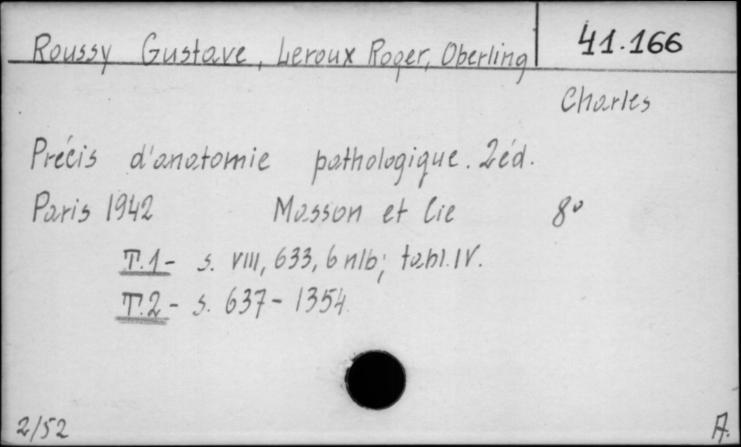 Roussy Gustave, Leroux Roger, Oberling 41.166
Charles
Précis d'anatomie pathologique. 2éd.
Paris 1942 Masson et Cie 8°
T.1 - s. VIII, 633, 6 nlb; tabl. IV.
T.2 - s. 637 - 1354
2/52 A.